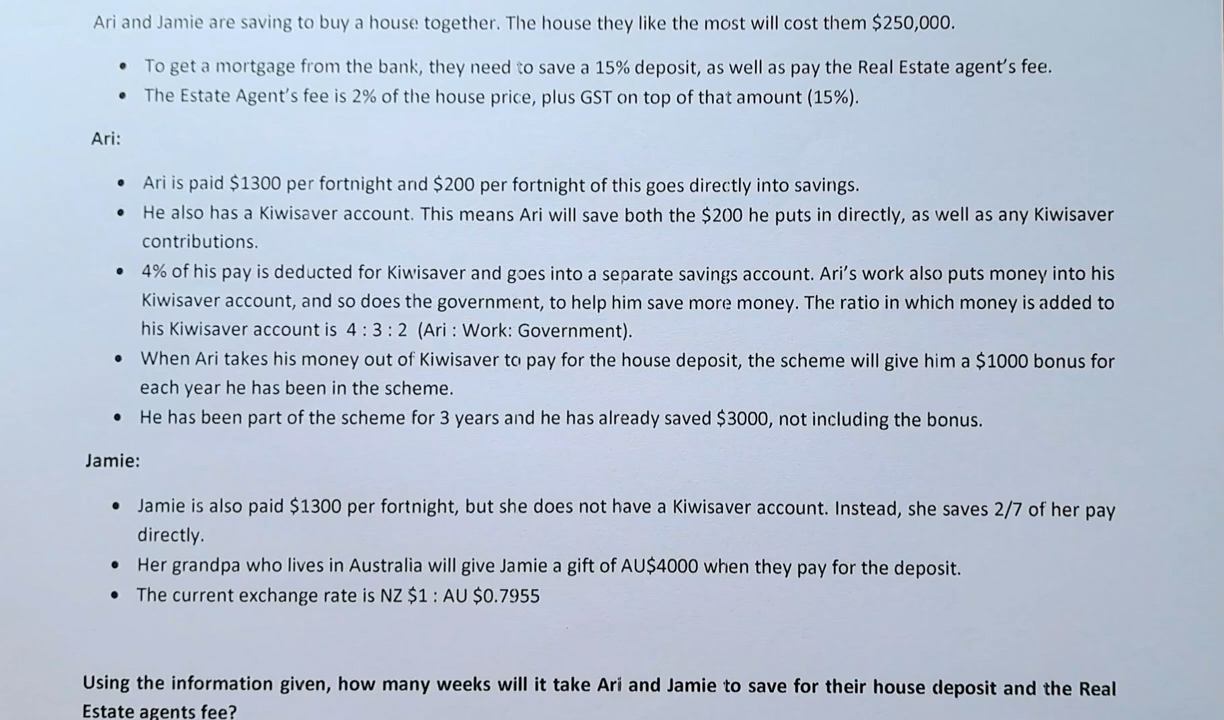 Ari and Jamie are saving to buy a house together. The house they like the most will cost them $250,000.
• To get a mortgage from the bank, they need to save a 15% deposit, as well as pay the Real Estate agent's fee.
• The Estate Agent's fee is 2% of the house price, plus GST on top of that amount (15%).
Ari:
• Ari is paid $1300 per fortnight and $200 per fortnight of this goes directly into savings.
• He also has a Kiwisaver account. This means Ari will save both the $200 he puts in directly, as well as any Kiwisaver
contributions.
• 4% of his pay is deducted for Kiwisaver and goes into a separate savings account. Ari's work also puts money into his
Kiwisaver account, and so does the government, to help him save more money. The ratio in which money is added to
his Kiwisaver account is 4 : 3 : 2 (Ari : Work: Government).
• When Ari takes his money out of Kiwisaver to pay for the house deposit, the scheme will give him a $1000 bonus for
each year he has been in the scheme.
• He has been part of the scheme for 3 years and he has already saved $3000, not including the bonus.
Jamie:
• Jamie is also paid $1300 per fortnight, but she does not have a Kiwisaver account. Instead, she saves 2/7 of her pay
directly.
• Her grandpa who lives in Australia will give Jamie a gift of AU$4000 when they pay for the deposit.
• The current exchange rate is NZ $1 : AU $0.7955
Using the information given, how many weeks will it take Ari and Jamie to save for their house deposit and the Real
Estate agents fee?